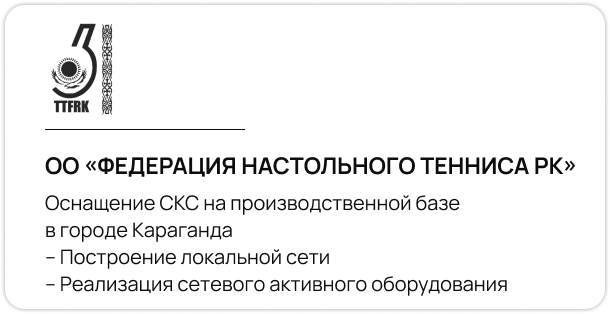 TTFRK
ОО «ФЕДЕРАЦИЯ НАСТОЛЬНОГО ТЕННИСА РК»
Оснащение СКС на производственной базе
в городе Караганда
– Построение локальной сети
– Реализация сетевого активного оборудования